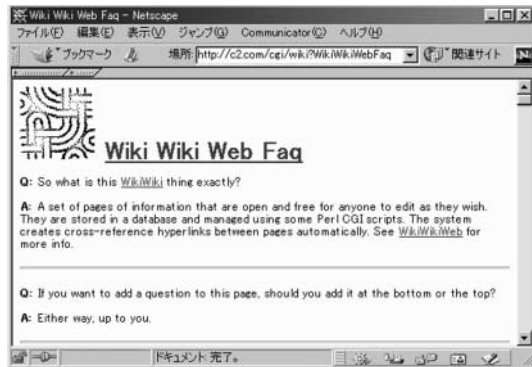 Wiki Wiki Web Faq - Netscape
ファイル(F) 編集(E) 表示(V) ジャンプ(G) Communicator(C) ヘルプ(H)
ブックマーク 場所: http://c2.com/cgi/wiki?WikiWikiWebFaq 関連サイト N
Wiki Wiki Web Faq
Q: So what is this WikiWiki thing exactly?
A: A set of pages of information that are open and free for anyone to edit as they wish.
They are stored in a database and managed using some Perl CGI scripts. The system
creates cross-reference hyperlinks between pages automatically. See WikiWikiWeb for
more info.
Q: If you want to add a question to this page, should you add it at the bottom or the top?
A: Either way, up to you.
ドキュメント: 完了。